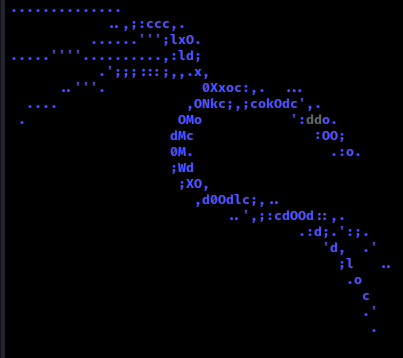 ..............
            ..,;:ccc,.
          ......''';lxO.
.....''''..........,:ld;
           .';;;:::;,,.x,
      ..'''.            0Xxoc:,.  ...
  ....                ,ONkc;,;cokOdc',.
 .                   OMo           ':ddo.
                    dMc               :OO;
                    0M.                 .:o.
                    ;Wd
                     ;XO,
                       ,d0Odlc;,..
                           ..',;:cdOOd::,.
                                    .:d;.':;.
                                       'd,  .'
                                         ;l   ..
                                          .o
                                            c
                                            .'
                                             .